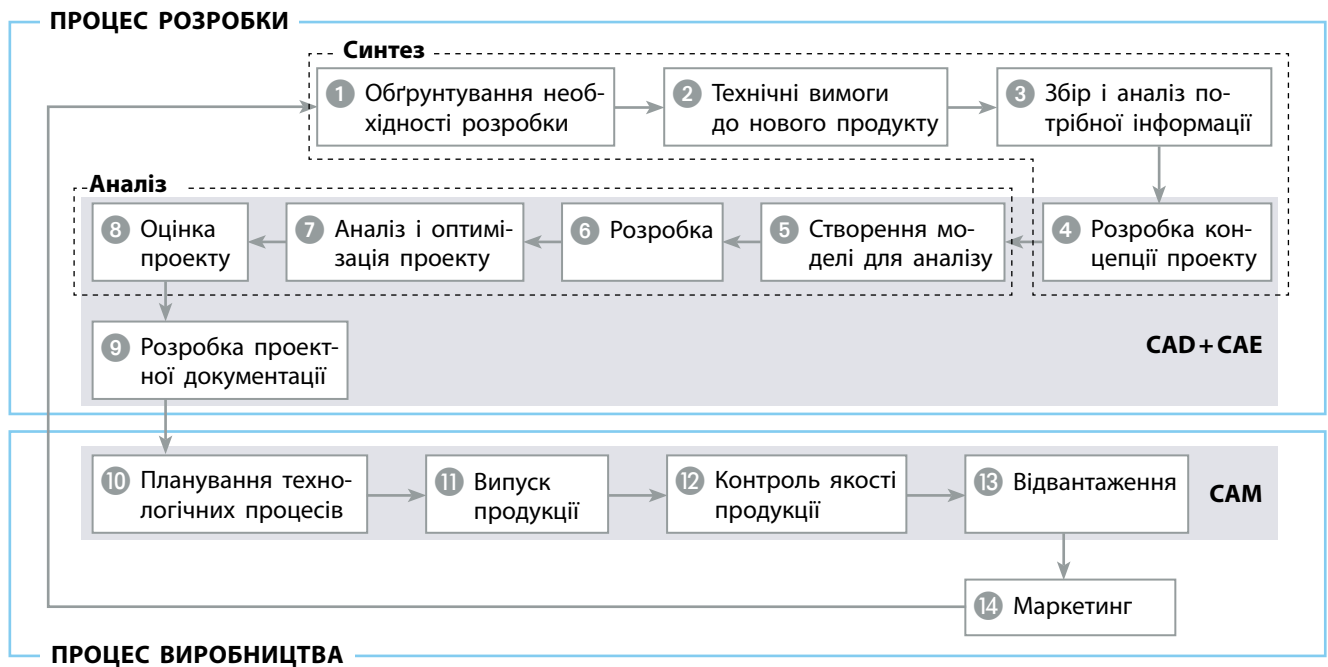 ПРОЦЕС РОЗРОБКИ
Синтез
1 Обґрунтування необ-
хідності розробки
2 Технічні вимоги
до нового продукту
3 Збір і аналіз по-
трібної інформації
Аналіз
8 Оцінка
проекту
7 Аналіз і оптимі-
зація проекту
6 Розробка
5 Створення мо-
делі для аналізу
4 Розробка кон-
цепції проекту
9 Розробка проект-
ної документації
CAD+CAE
10 Планування техно-
логічних процесів
11 Випуск
продукції
12 Контроль якості
продукції
13 Відвантаження
CAM
14 Маркетинг
ПРОЦЕС ВИРОБНИЦТВА